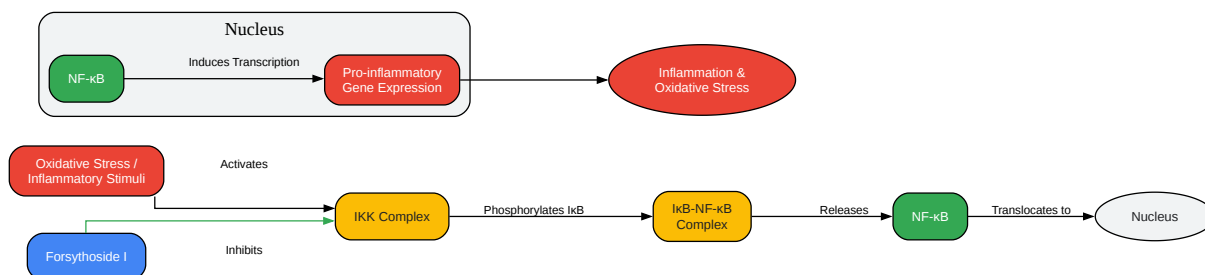 Nucleus
NF-κB
Induces Transcription
Pro-inflammatory
Gene Expression
Inflammation &
Oxidative Stress
Oxidative Stress /
Inflammatory Stimuli
Activates
IKK Complex
Phosphorylates IκB
IκB-NF-κB
Complex
Releases
NF-κB
Translocates to
Nucleus
Forsythoside I
Inhibits